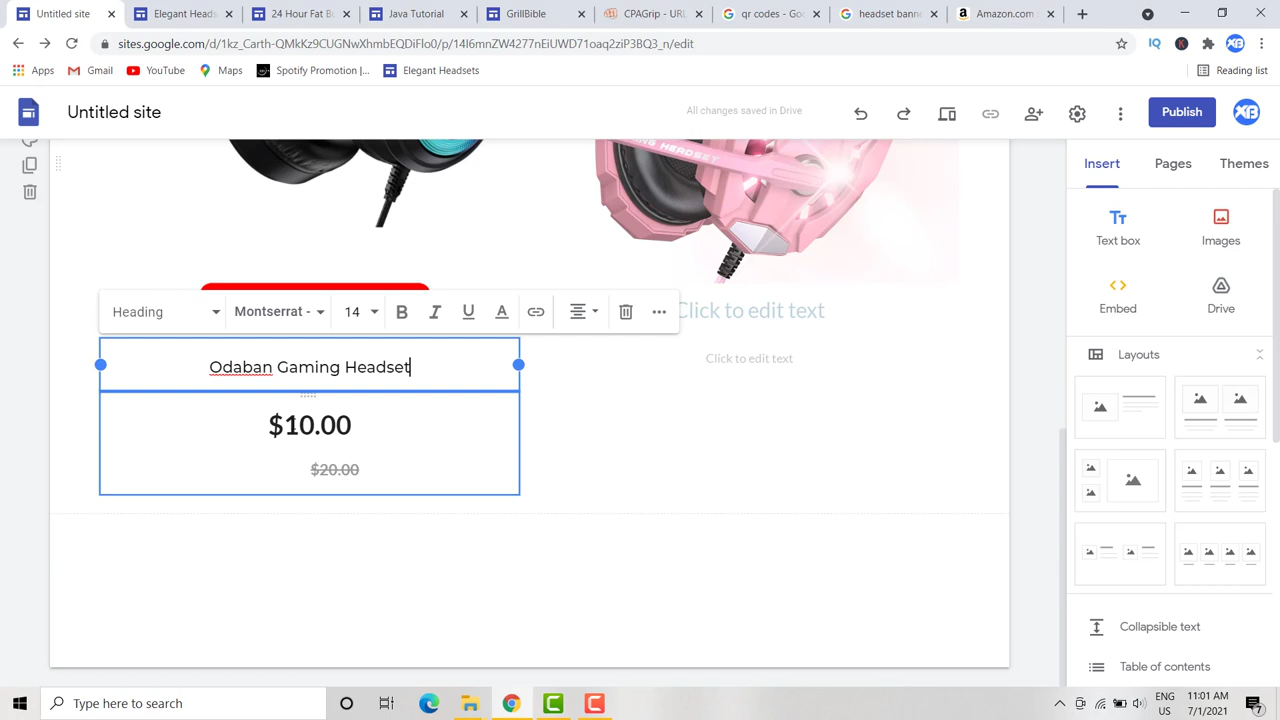 Untitled site
Elegant Heads
24 Hour Fat Bu
Java Tutorial
GrillBible
CPAGrip - URL
qr codes - Goo
headset banne
Amazon.com
sites.google.com/d/1kz_Carth-QMkKz9CUGNwXhmbEQDiFlo0/p/14I6mnZW4277nEiUWD71oaq2ziP3BQ3_n/edit
Apps
Gmail
YouTube
Maps
Spotify Promotion |...
Elegant Headsets
Reading list
Untitled site
All changes saved in Drive
Publish
Insert
Pages
Themes
Text box
Images
Embed
Drive
Layouts
Collapsible text
Table of contents
GAMING HEADSET
Heading
Montserrat -
14
B I U A
Click to edit text
Click to edit text
Odaban Gaming Headset
$10.00
$20.00
Type here to search
ENG
US
11:01 AM
7/1/2021
7